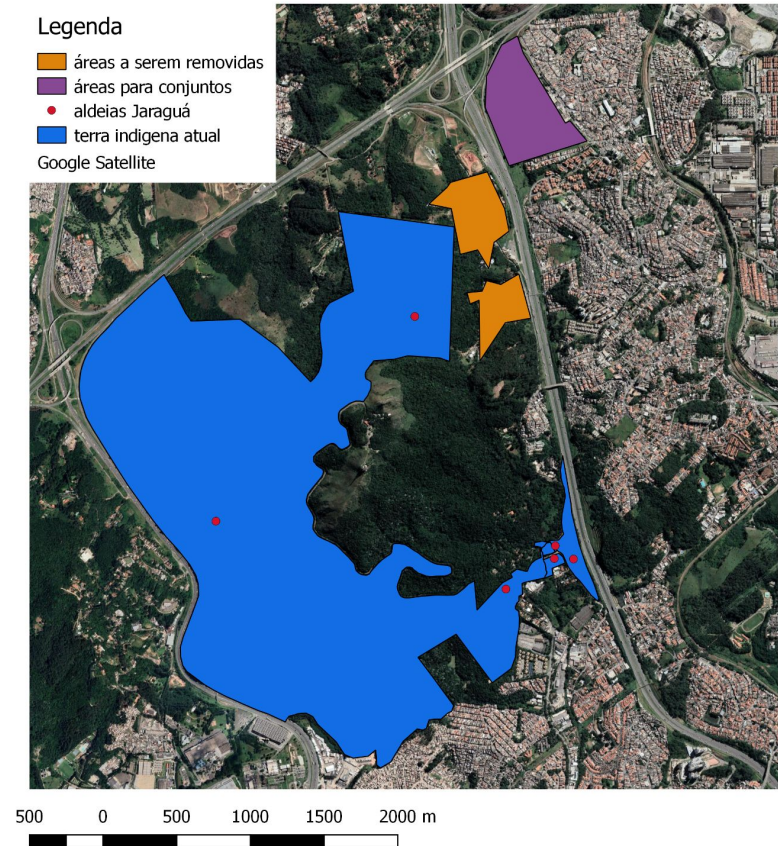 Legenda
áreas a serem removidas
áreas para conjuntos
aldeias Jaraguá
terra indigena atual
Google Satellite
500 0 500 1000 1500 2000 m